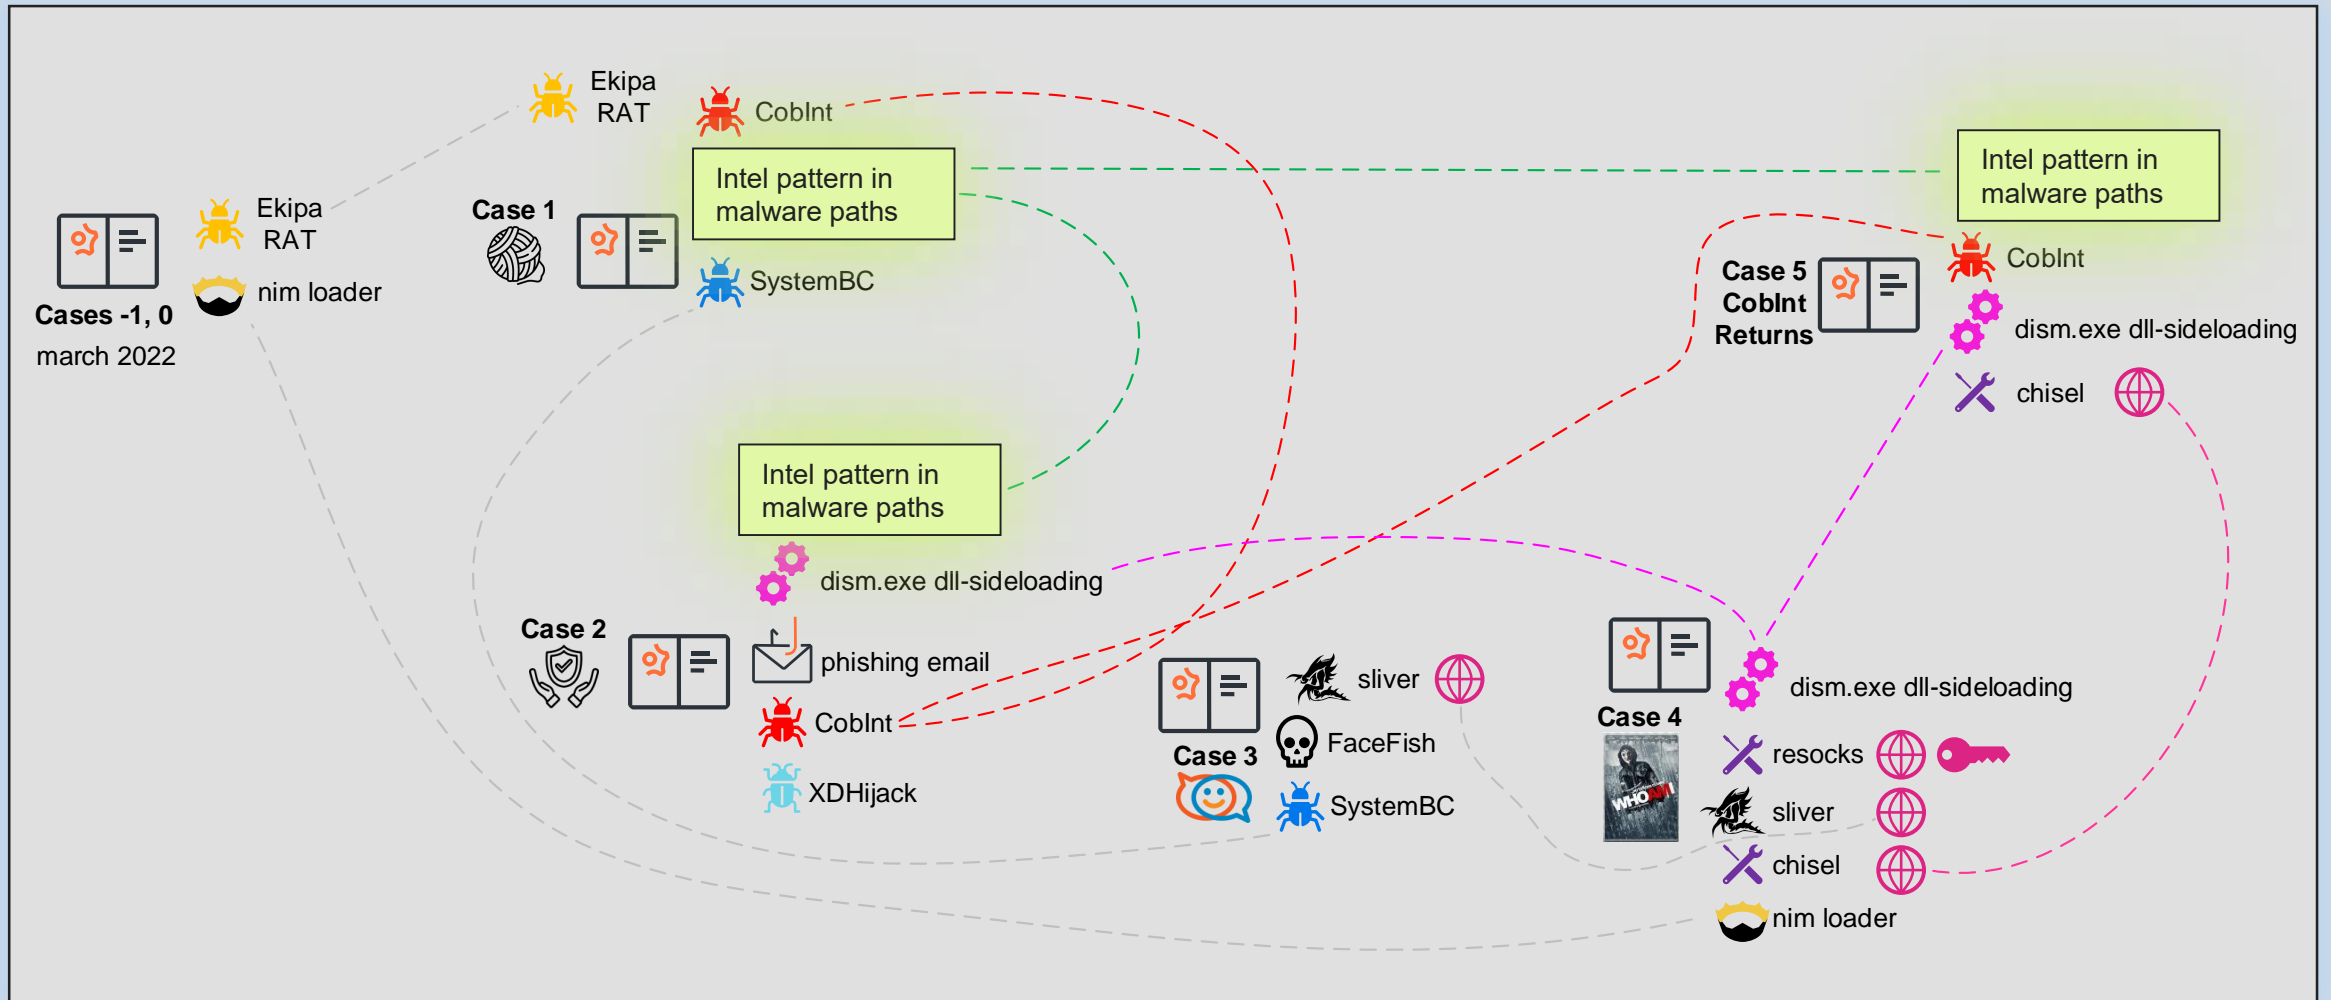 Ekipa
RAT
nim loader
Cases -1, 0
march 2022
Ekipa
RAT
CobInt
Case 1
Intel pattern in
malware paths
SystemBC
Intel pattern in
malware paths
dism.exe dll-sideloading
Case 2
phishing email
CobInt
XDHijack
sliver
FaceFish
Case 3
SystemBC
dism.exe dll-sideloading
Case 4
resocks
WHOAMI
sliver
chisel
nim loader
Intel pattern in
malware paths
Case 5
CobInt
Returns
CobInt
dism.exe dll-sideloading
chisel